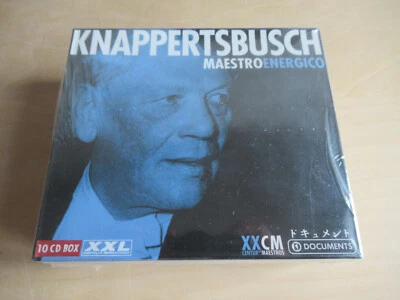 KNAPPERTSBUSCH
MAESTROENERGICO
10 CD BOX
XXL
XXCM
CENTURY MAESTROS
ドキュメント
DOCUMENTS